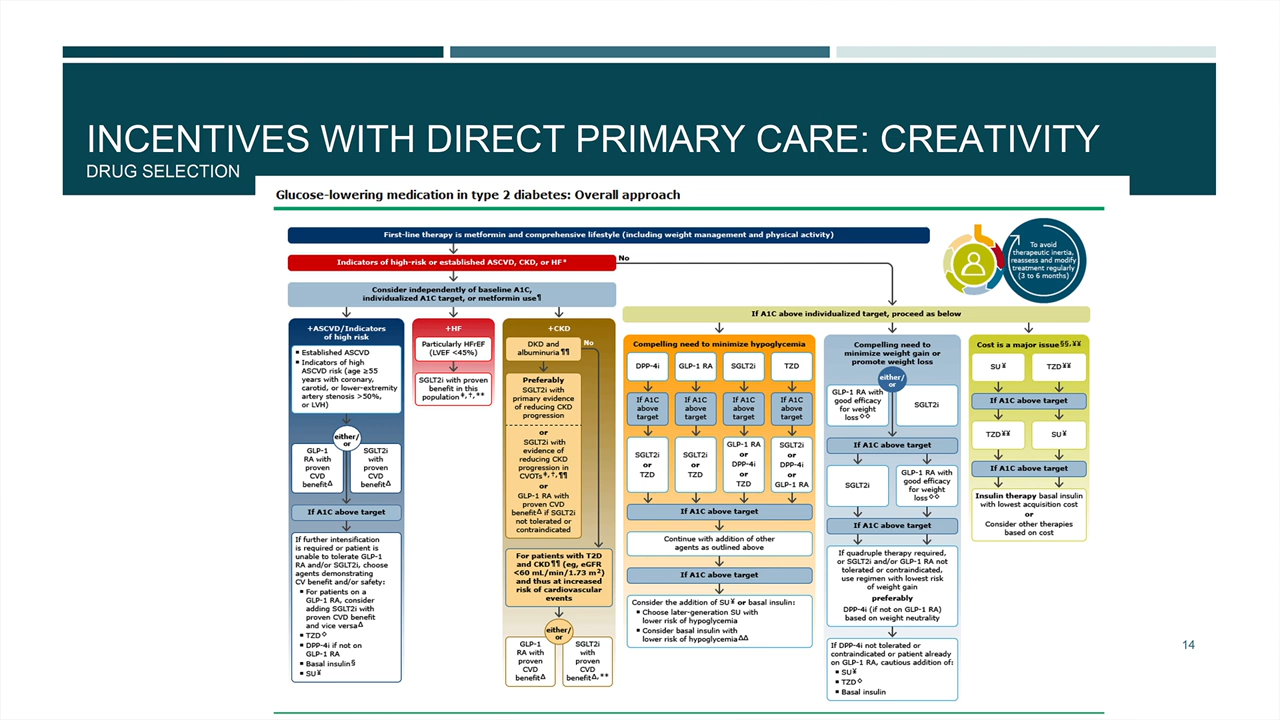 INCENTIVES WITH DIRECT PRIMARY CARE: CREATIVITY
DRUG SELECTION
Glucose-lowering medication in type 2 diabetes: Overall approach
First-line therapy is metformin and comprehensive lifestyle (including weight management and physical activity)
Indicators of high-risk or established ASCVD, CKD, or HF*
No
To avoid
therapeutic inertia,
reassess and modify
treatment regularly
(3 to 6 months)
Consider independently of baseline A1C,
individualized A1C target, or metformin use¶
If A1C above individualized target, proceed as below
+ASCVD/Indicators
of high risk
▪ Established ASCVD
▪ Indicators of high
ASCVD risk (age ≥55
years with coronary,
carotid, or lower-extremity
artery stenosis >50%,
or LVH)
either/
or
GLP-1
RA with
proven
CVD
benefitΔ
SGLT2i
with
proven
CVD
benefitΔ
If A1C above target
If further intensification
is required or patient is
unable to tolerate GLP-1
RA and/or SGLT2i, choose
agents demonstrating
CV benefit and/or safety:
▪ For patients on a
GLP-1 RA, consider
adding SGLT2i with
proven CVD benefit
and vice versaΔ
▪ TZD◇
▪ DPP-4i if not on
GLP-1 RA
▪ Basal insulin§
▪ SU¥
+HF
Particularly HFrEF
(LVEF <45%)
SGLT2i with proven
benefit in this
population‡,†,**
+CKD
DKD and
albuminuria¶¶
No
Preferably
SGLT2i with
primary evidence
of reducing CKD
progression
or
SGLT2i with
evidence of
reducing CKD
progression in
CVOTs‡,†,¶¶
or
GLP-1 RA with
proven CVD
benefitΔ if SGLT2i
not tolerated or
contraindicated
For patients with T2D
and CKD¶¶ (eg, eGFR
<60 mL/min/1.73 m²)
and thus at increased
risk of cardiovascular
events
either/
or
GLP-1
RA with
proven
CVD
benefitΔ
SGLT2i
with
proven
CVD
benefitΔ,**
Compelling need to minimize hypoglycemia
DPP-4i
GLP-1 RA
SGLT2i
TZD
If A1C
above
target
If A1C
above
target
If A1C
above
target
If A1C
above
target
SGLT2i
or
TZD
SGLT2i
or
TZD
GLP-1 RA
or
DPP-4i
or
TZD
SGLT2i
or
DPP-4i
or
GLP-1 RA
If A1C above target
Continue with addition of other
agents as outlined above
If A1C above target
Consider the addition of SU¥ or basal insulin:
▪ Choose later-generation SU with
lower risk of hypoglycemia
▪ Consider basal insulin with
lower risk of hypoglycemiaΔΔ
Compelling need to
minimize weight gain or
promote weight loss
either/
or
GLP-1 RA with
good efficacy
for weight
loss◇◇
SGLT2i
If A1C above target
SGLT2i
GLP-1 RA with
good efficacy
for weight
loss◇◇
If A1C above target
If quadruple therapy required,
or SGLT2i and/or GLP-1 RA not
tolerated or contraindicated,
use regimen with lowest risk
of weight gain
preferably
DPP-4i (if not on GLP-1 RA)
based on weight neutrality
If DPP-4i not tolerated or
contraindicated or patient already
on GLP-1 RA, cautious addition of:
▪ SU¥
▪ TZD◇
▪ Basal insulin
Cost is a major issue§§,¥¥
SU¥
TZD¥¥
If A1C above target
TZD¥¥
SU¥
If A1C above target
Insulin therapy basal insulin
with lowest acquisition cost
or
Consider other therapies
based on cost
14